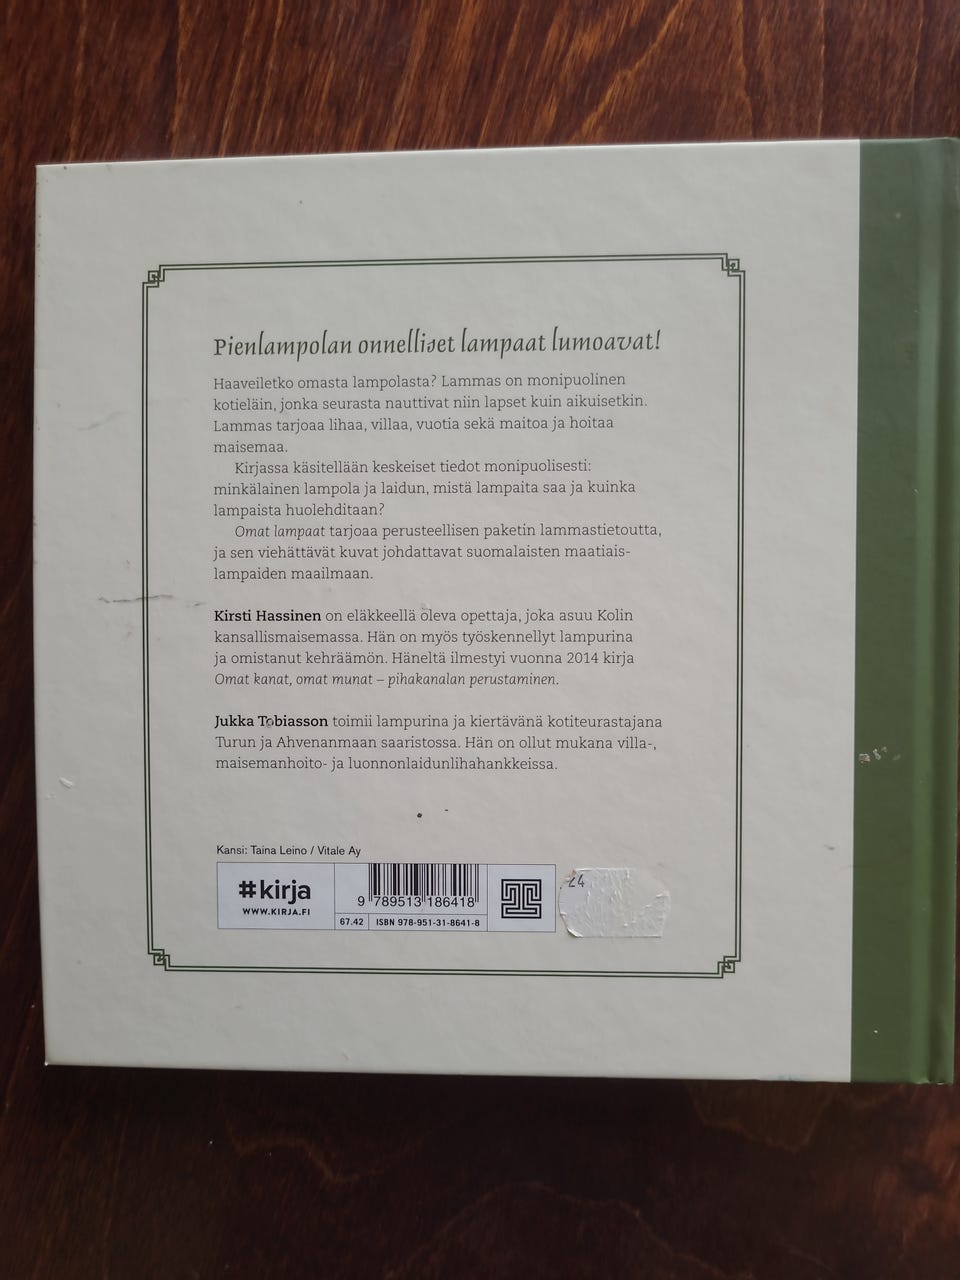 Pienlampolan onnelliset lampaat lumoavat!
Haaveiletko omasta lampolasta? Lammas on monipuolinen
kotieläin, jonka seurasta nauttivat niin lapset kuin aikuisetkin.
Lammas tarjoaa lihaa, villaa, vuotia sekä maitoa ja hoitaa
maisemaa.
Kirjassa käsitellään keskeiset tiedot monipuolisesti:
minkälainen lampola ja laidun, mistä lampaita saa ja kuinka
lampaista huolehditaan?
Omat lampaat tarjoaa perusteellisen paketin lammastietoutta,
ja sen viehättävät kuvat johdattavat suomalaisten maatiais-
lampaiden maailmaan.
Kirsti Hassinen on eläkkeellä oleva opettaja, joka asuu Kolin
kansallismaisemassa. Hän on myös työskennellyt lampurina
ja omistanut kehräämön. Häneltä ilmestyi vuonna 2014 kirja
Omat kanat, omat munat – pihakanalan perustaminen.
Jukka Tobiasson toimii lampurina ja kiertävänä kotiteurastajana
Turun ja Ahvenanmaan saaristossa. Hän on ollut mukana villa-,
maisemanhoito- ja luonnonlaidunlihahankkeissa.
Kansi: Taina Leino / Vitale Ay
#kirja
WWW.KIRJA.FI
9 789513 186418
67.42 ISBN 978-951-31-8641-8